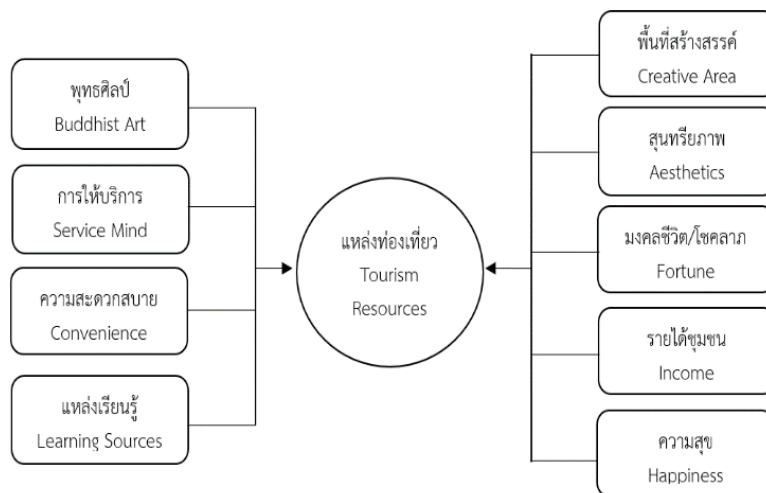 พุทธศิลป์
Buddhist Art
การให้บริการ
Service Mind
ความสะดวกสบาย
Convenience
แหล่งเรียนรู้
Learning Sources
แหล่งท่องเที่ยว
Tourism
Resources
พื้นที่สร้างสรรค์
Creative Area
สุนทรียภาพ
Aesthetics
มงคลชีวิต/โชคลาภ
Fortune
รายได้ชุมชน
Income
ความสุข
Happiness